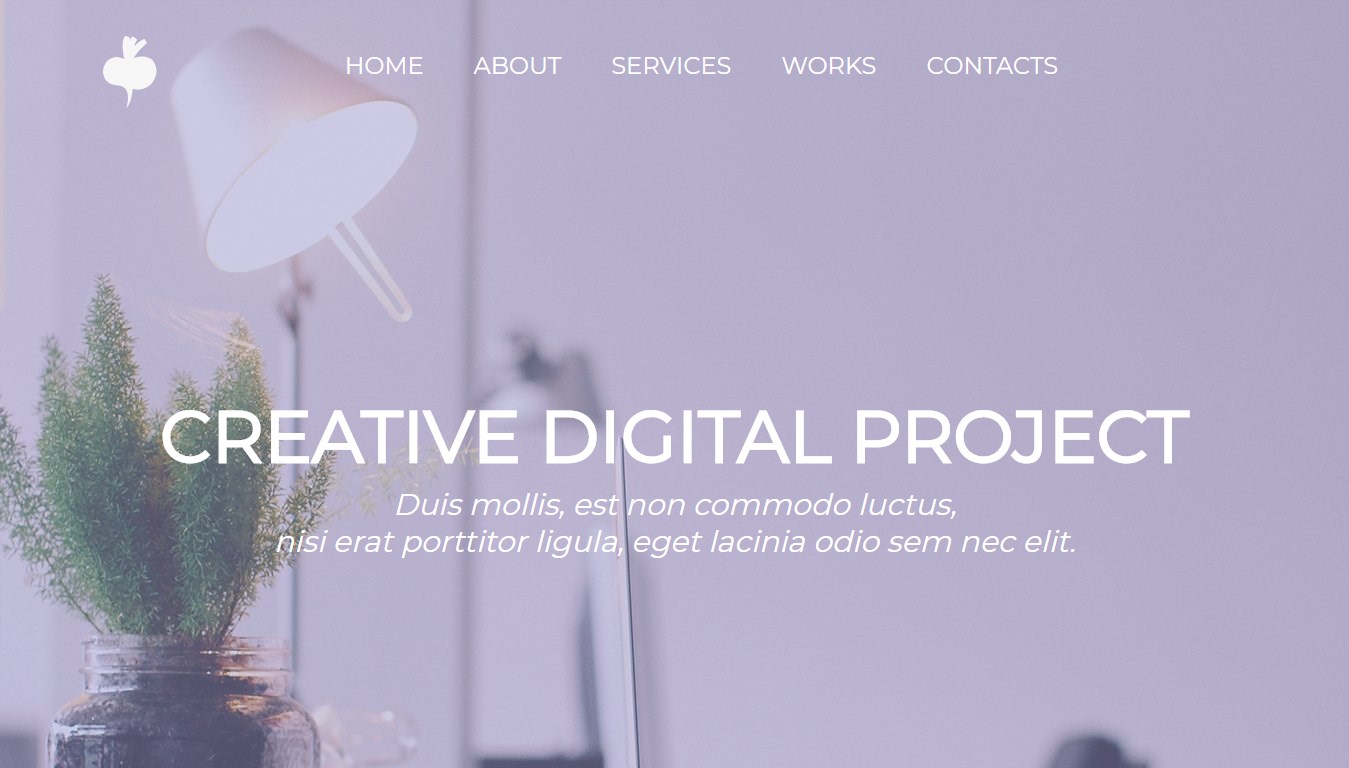 HOME ABOUT SERVICES WORKS CONTACTS
CREATIVE DIGITAL PROJECT
Duis mollis, est non commodo luctus,
nisi erat porttitor ligula, eget lacinia odio sem nec elit.